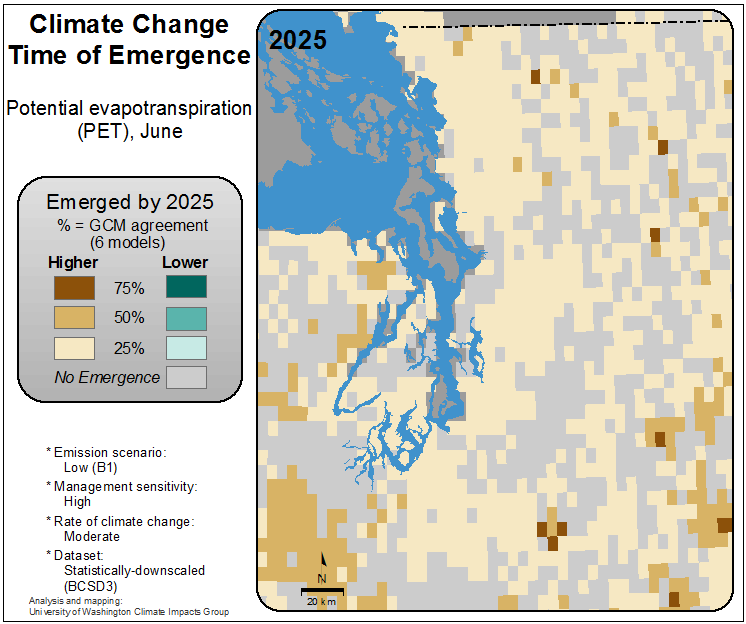 Climate Change
Time of Emergence
Potential evapotranspiration
(PET), June
Emerged by 2025
% = GCM agreement
(6 models)
Higher Lower
75%
50%
25%
No Emergence
* Emission scenario:
Low (B1)
* Management sensitivity:
High
* Rate of climate change:
Moderate
* Dataset:
Statistically-downscaled
(BCSD3)
Analysis and mapping:
University of Washington Climate Impacts Group
2025
N
20 km